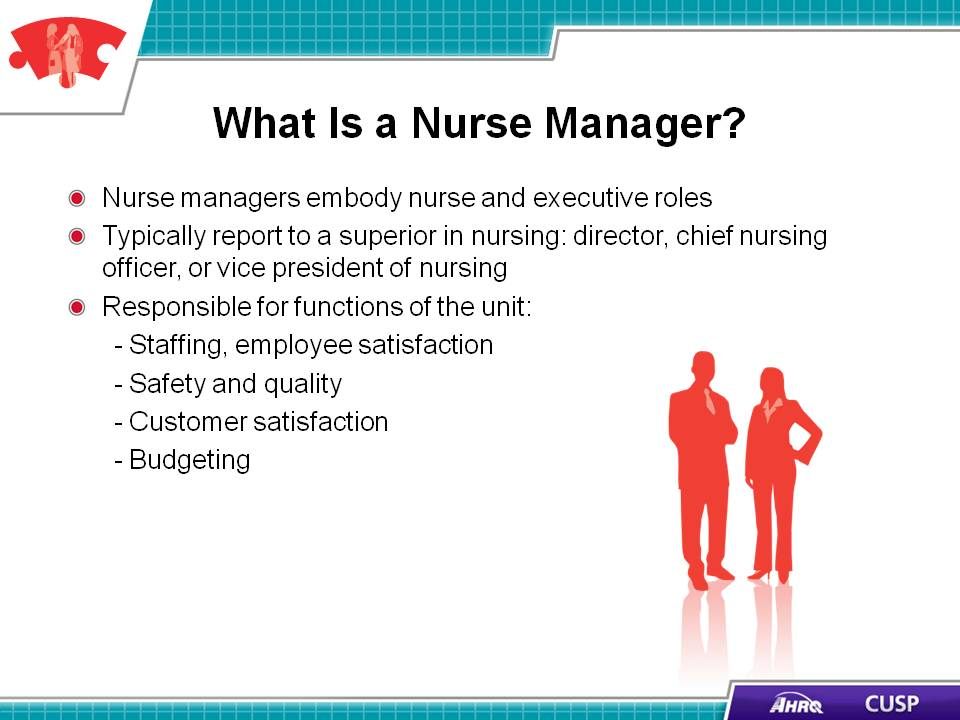 What Is a Nurse Manager?
Nurse managers embody nurse and executive roles
Typically report to a superior in nursing: director, chief nursing
officer, or vice president of nursing
Responsible for functions of the unit:
- Staffing, employee satisfaction
- Safety and quality
- Customer satisfaction
- Budgeting
AHRQ CUSP